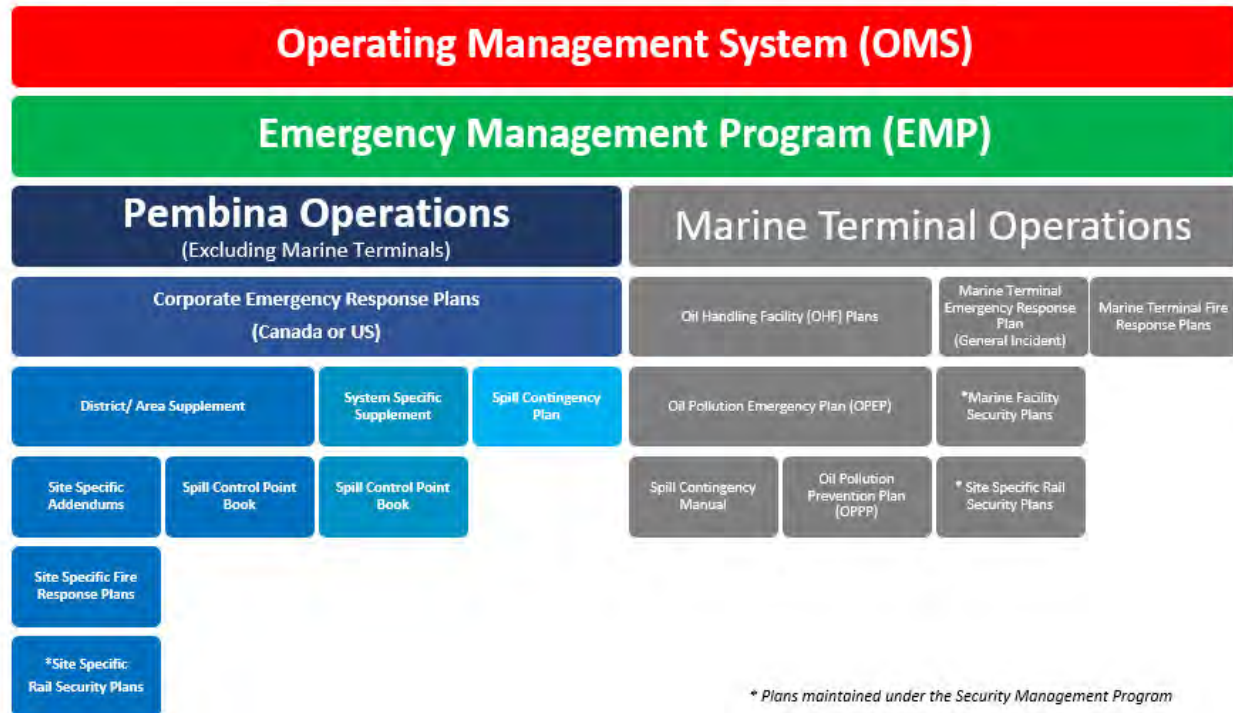 Operating Management System (OMS)
Emergency Management Program (EMP)
Pembina Operations
(Excluding Marine Terminals)
Marine Terminal Operations
Corporate Emergency Response Plans
(Canada or US)
Oil Handling Facility (OHF) Plans
Marine Terminal
Emergency Response
Plan
(General Incident)
Marine Terminal Fire
Response Plans
District/ Area Supplement
System Specific
Supplement
Spill Contingency
Plan
Oil Pollution Emergency Plan (OPEP)
*Marine Facility
Security Plans
Site Specific
Addendums
Spill Control Point
Book
Spill Control Point
Book
Spill Contingency
Manual
Oil Pollution
Prevention Plan
(OPPP)
* Site Specific Rail
Security Plans
Site Specific Fire
Response Plans
*Site Specific
Rail Security Plans
* Plans maintained under the Security Management Program